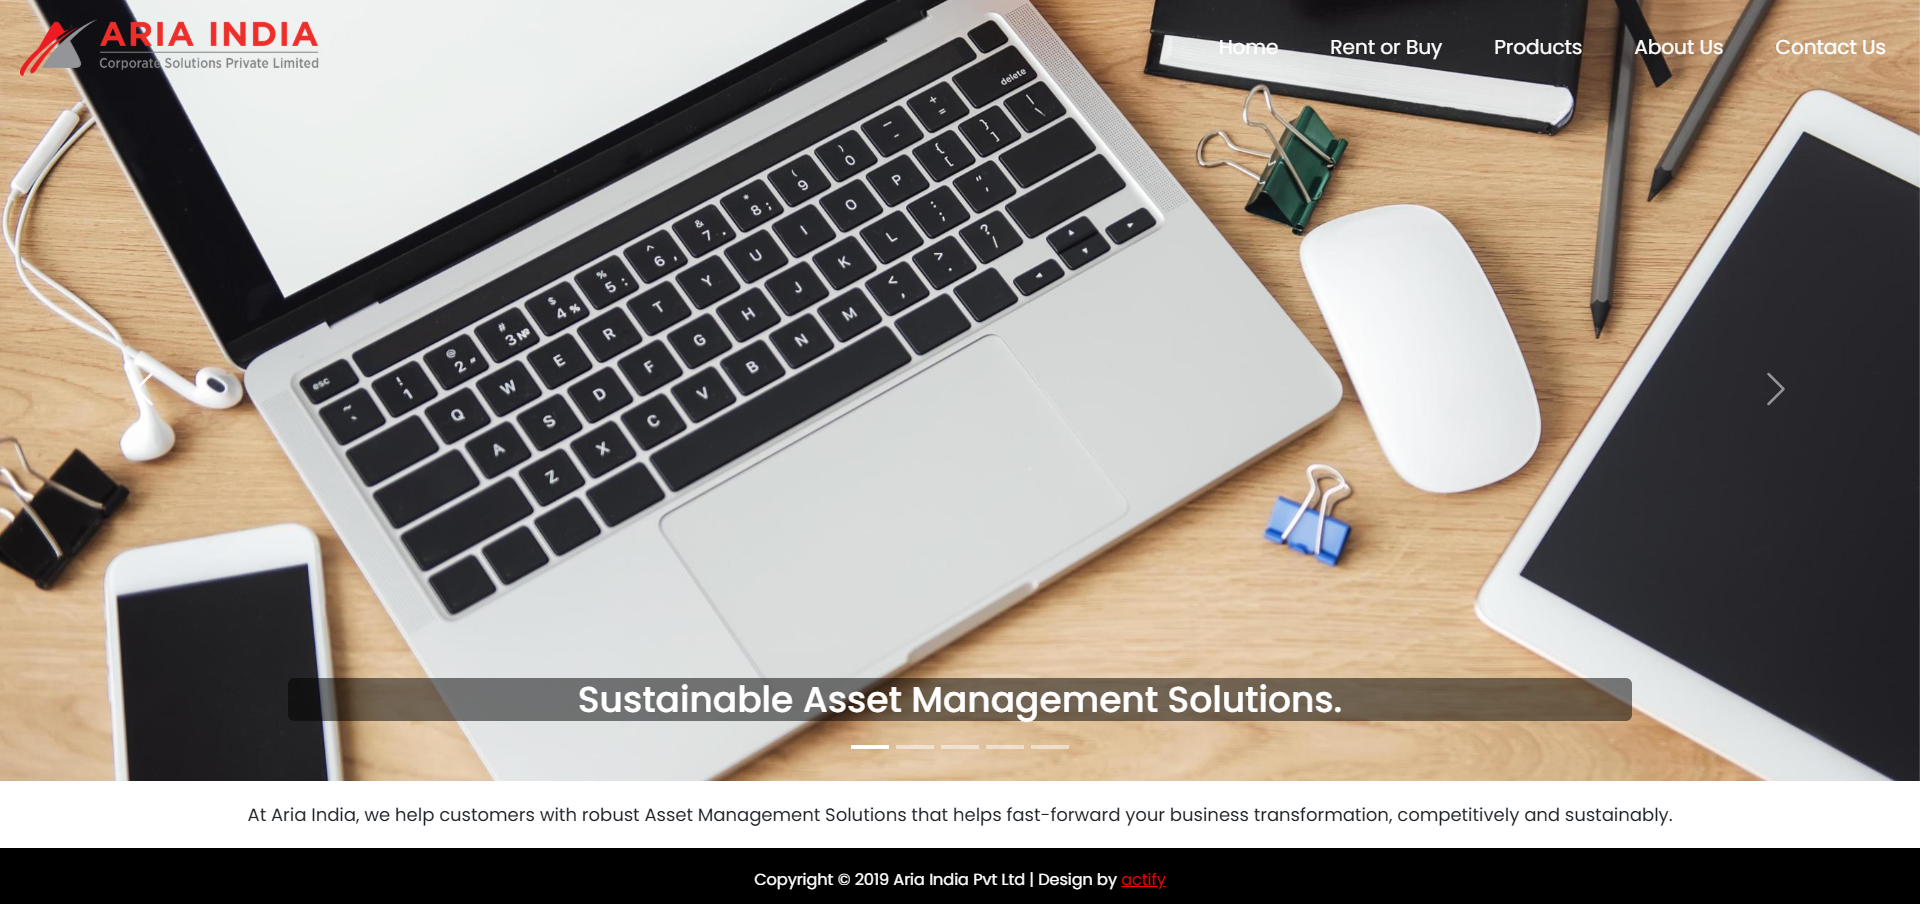 ARIA INDIA
Corporate Solutions Private Limited
Home Rent or Buy Products About Us Contact Us
delete
esc
Sustainable Asset Management Solutions.
At Aria India, we help customers with robust Asset Management Solutions that helps fast-forward your business transformation, competitively and sustainably.
Copyright © 2019 Aria India Pvt Ltd | Design by actify